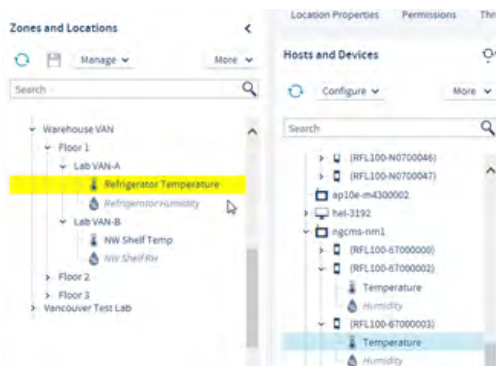 Zones and Locations
Manage
More
Search
Warehouse VAN
Floor 1
Lab VAN-A
Refrigerator Temperature
Refrigerator Humidity
Lab VAN-B
NW Shelf Temp
NW Shelf RH
Floor 2
Floor 3
Vancouver Test Lab
Location Properties Permissions Thr
Hosts and Devices
Configure
More
Search
(RFL100-N0700046)
(RFL100-N0700047)
ap10e-m4300002
hel-3192
ngcms-nm1
(RFL100-67000000)
(RFL100-67000002)
Temperature
Humidity
(RFL100-67000003)
Temperature
Humidity